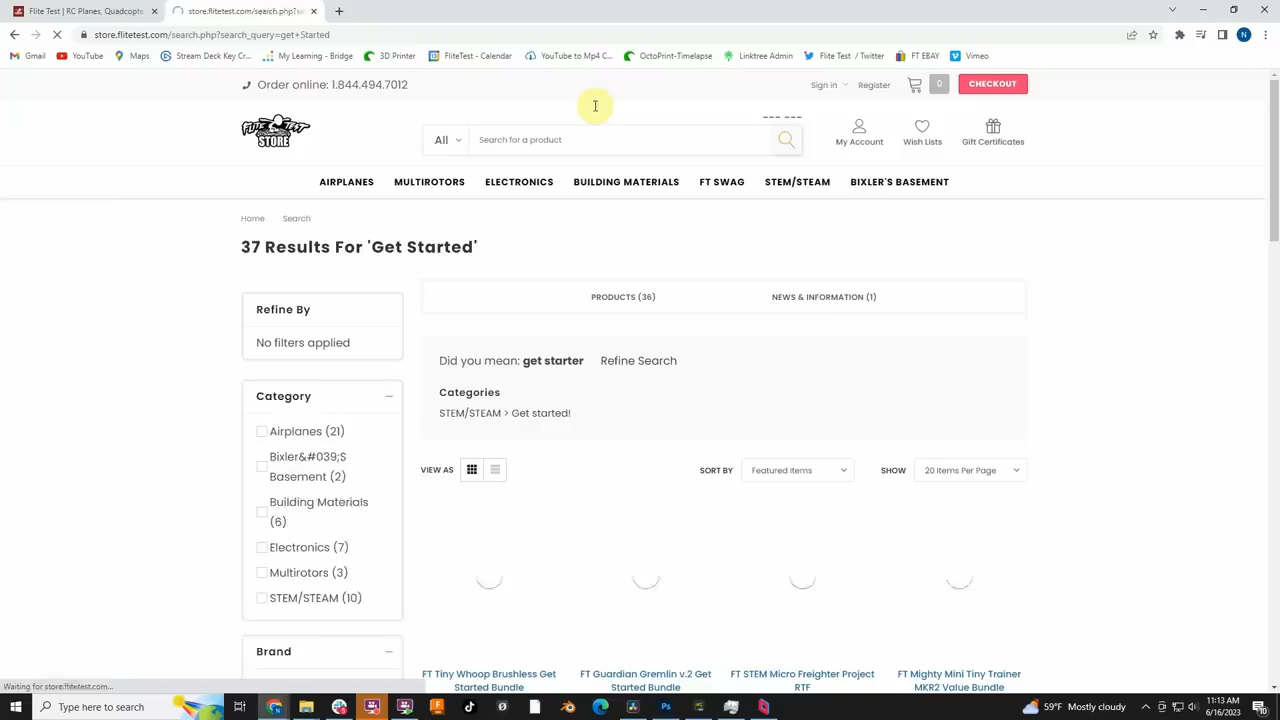 Flite Test | RC Planes, Quadcopte
store.flitetest.com/search.php?s
store.flitetest.com/search.php?search_query=get+Started
N
Gmail
YouTube
Maps
Stream Deck Key Cr...
My Learning - Bridge
3D Printer
FliteTest - Calendar
YouTube to Mp4 C...
OctoPrint-Timelapse
Linktree Admin
Flite Test / Twitter
FT EBAY
Vimeo
Order online: 1.844.494.7012
Sign in
Register
0
CHECKOUT
FLITE TEST
STORE
All
Search for a product
My Account
Wish Lists
Gift Certificates
AIRPLANES
MULTIROTORS
ELECTRONICS
BUILDING MATERIALS
FT SWAG
STEM/STEAM
BIXLER'S BASEMENT
Home
Search
37 Results For 'Get Started'
Refine By
No filters applied
Category
Airplanes (21)
Bixler&#039;S
Basement (2)
Building Materials
(6)
Electronics (7)
Multirotors (3)
STEM/STEAM (10)
Brand
PRODUCTS (36)
NEWS & INFORMATION (1)
Did you mean: get starter
Refine Search
Categories
STEM/STEAM > Get started!
VIEW AS
SORT BY
Featured Items
SHOW
20 Items Per Page
FT Tiny Whoop Brushless Get
Started Bundle
FT Guardian Gremlin v.2 Get
Started Bundle
FT STEM Micro Freighter Project
RTF
FT Mighty Mini Tiny Trainer
MKR2 Value Bundle
Waiting for store.flitetest.com...
Type here to search
59°F Mostly cloudy
11:13 AM
6/16/2023